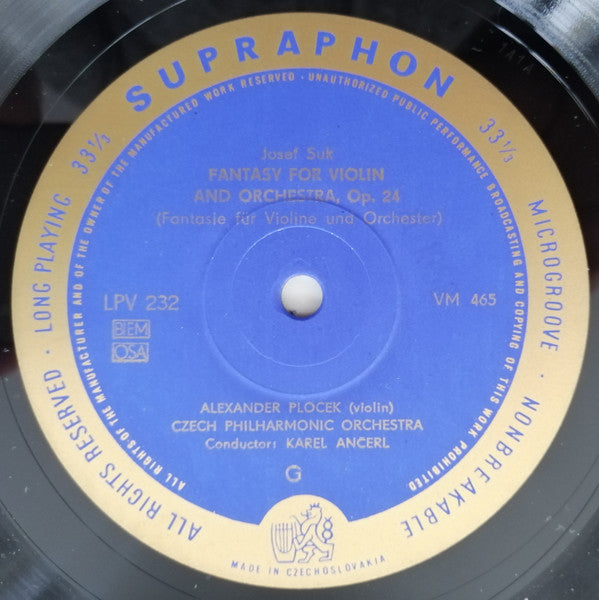 SUPRAPHON
ALL RIGHTS RESERVED · LONG PLAYING 33⅓
33⅓ MICROGROOVE · NONBREAKABLE
ALL RIGHTS OF THE MANUFACTURER AND OF THE OWNER OF THE MANUFACTURED WORK RESERVED · UNAUTHORIZED PUBLIC PERFORMANCE BROADCASTING AND COPYING OF THIS WORK PROHIBITED
Josef Suk
FANTASY FOR VIOLIN
AND ORCHESTRA, Op. 24
(Fantasie für Violine und Orchester)
LPV 232
VM 465
BIEM
OSA
ALEXANDER PLOCEK (violin)
CZECH PHILHARMONIC ORCHESTRA
Conductor: KAREL ANCERL
G
MADE IN CZECHOSLOVAKIA
1A1A